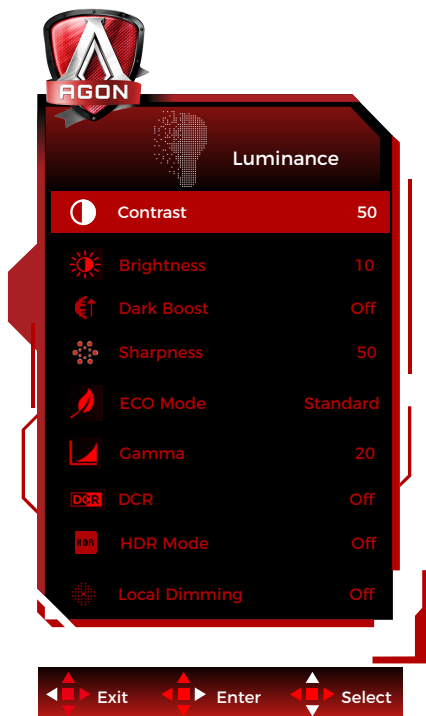 AGON
Luminance
Contrast 50
Brightness 10
Dark Boost Off
Sharpness 50
ECO Mode Standard
Gamma 20
DCR DCR Off
HDR HDR Mode Off
Local Dimming Off
Exit Enter Select